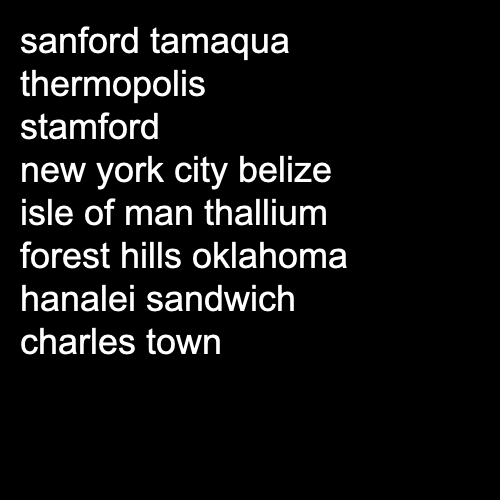 sanford tamaqua
thermopolis
stamford
new york city belize
isle of man thallium
forest hills oklahoma
hanalei sandwich
charles town